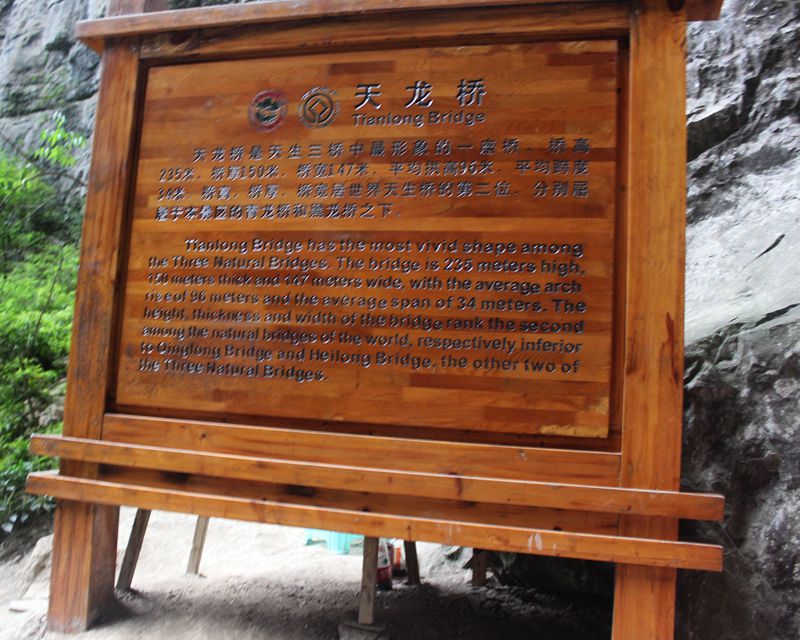 天龙桥
Tianlong Bridge
天龙桥是天生三桥中最形象的一座桥。桥高
235米，桥厚150米，桥宽147米，平均拱高96米，平均跨度
34米，桥高、桥厚、桥宽居世界天生桥的第二位，分别屈
居于本景区的青龙桥和黑龙桥之下。
Tianlong Bridge has the most vivid shape among
the Three Natural Bridges. The bridge is 235 meters high,
150 meters thick and 147 meters wide, with the average arch
rise of 96 meters and the average span of 34 meters. The
height, thickness and width of the bridge rank the second
among the natural bridges of the world, respectively inferior
to Qinglong Bridge and Heilong Bridge, the other two of
the Three Natural Bridges.